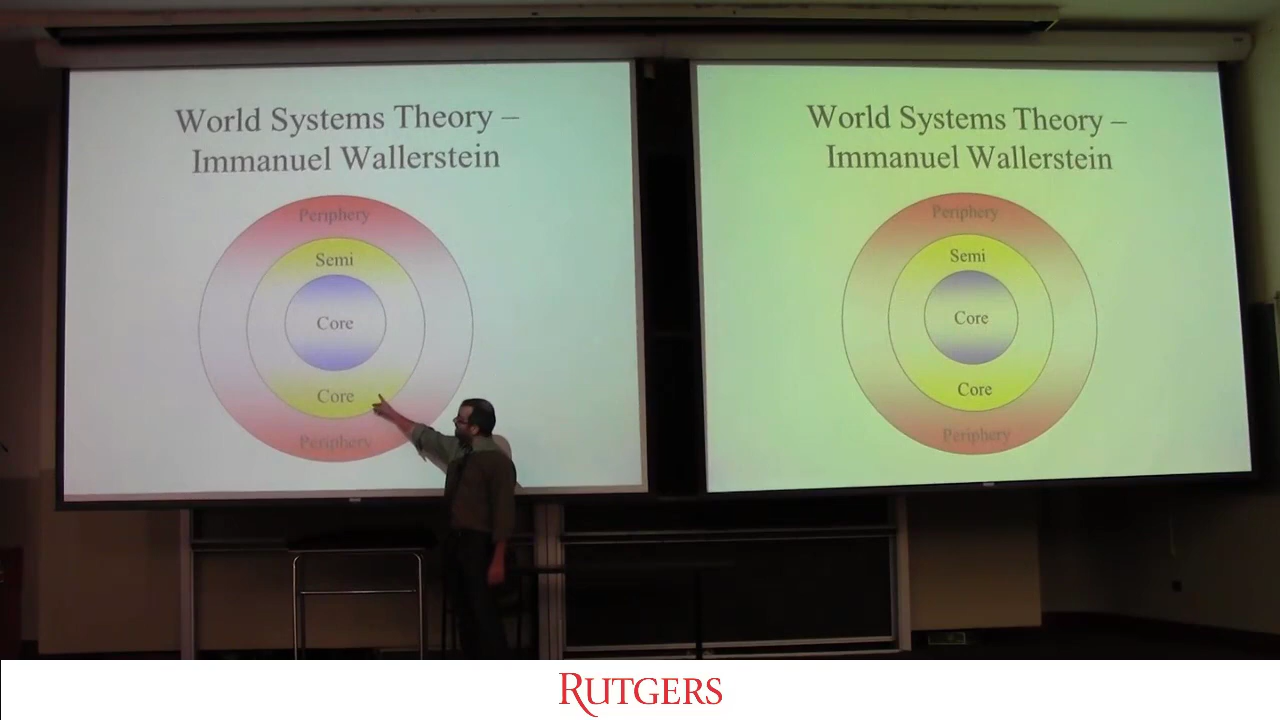 World Systems Theory –
Immanuel Wallerstein
Periphery
Semi
Core
Core
Periphery
World Systems Theory –
Immanuel Wallerstein
Periphery
Semi
Core
Core
Periphery
RUTGERS